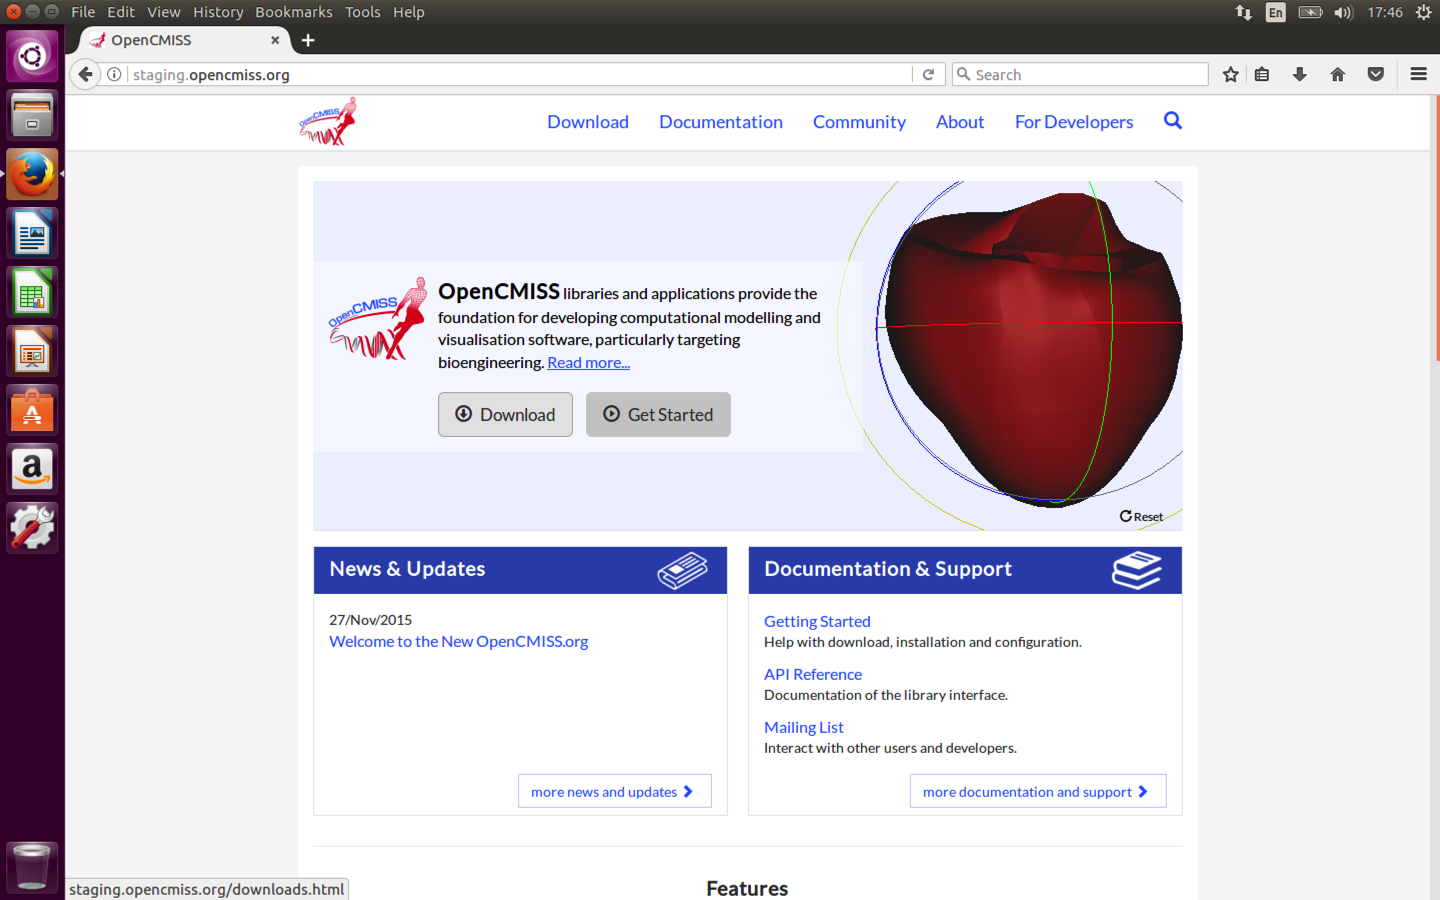 File Edit View History Bookmarks Tools Help
En
17:46
OpenCMISS
staging.opencmiss.org
Search
OpenCMISS
Download Documentation Community About For Developers
OpenCMISS
OpenCMISS libraries and applications provide the
foundation for developing computational modelling and
visualisation software, particularly targeting
bioengineering. Read more...
Download
Get Started
Reset
News & Updates
27/Nov/2015
Welcome to the New OpenCMISS.org
more news and updates
Documentation & Support
Getting Started
Help with download, installation and configuration.
API Reference
Documentation of the library interface.
Mailing List
Interact with other users and developers.
more documentation and support
Features
staging.opencmiss.org/downloads.html